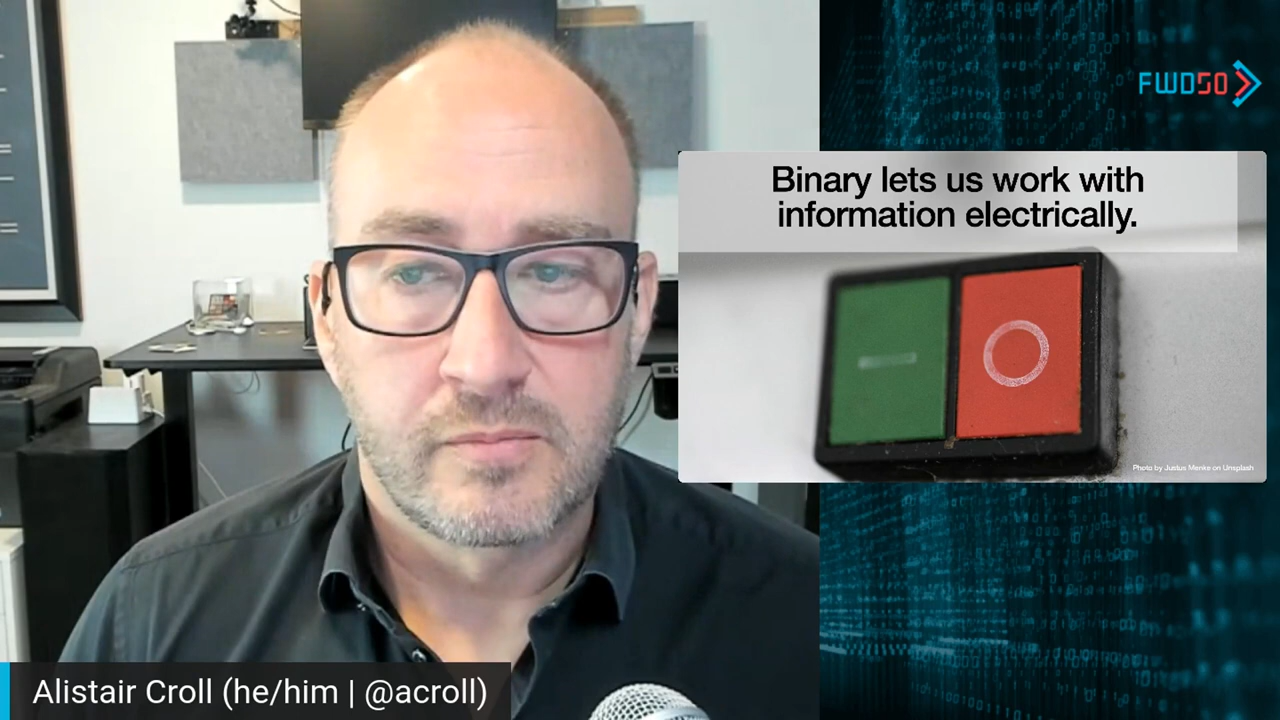 FWD50
Binary lets us work with
information electrically.
Photo by Justus Menke on Unsplash
Alistair Croll (he/him | @acroll)